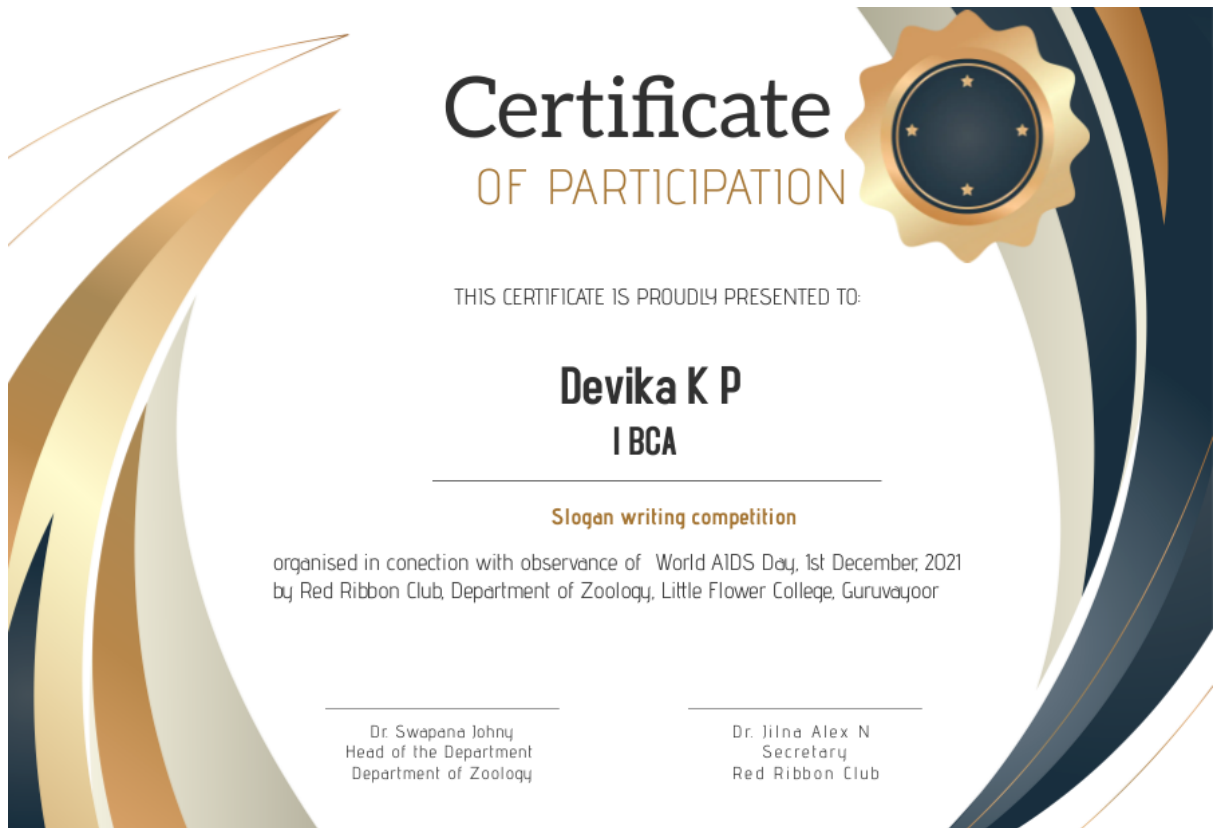 Certificate
OF PARTICIPATION
THIS CERTIFICATE IS PROUDLY PRESENTED TO:
Devika K P
I BCA
Slogan writing competition
organised in conection with observance of World AIDS Day, 1st December, 2021
by Red Ribbon Club, Department of Zoology, Little Flower College, Guruvayoor
Dr. Swapana Johny
Head of the Department
Department of Zoology
Dr. Jilna Alex N
Secretary
Red Ribbon Club